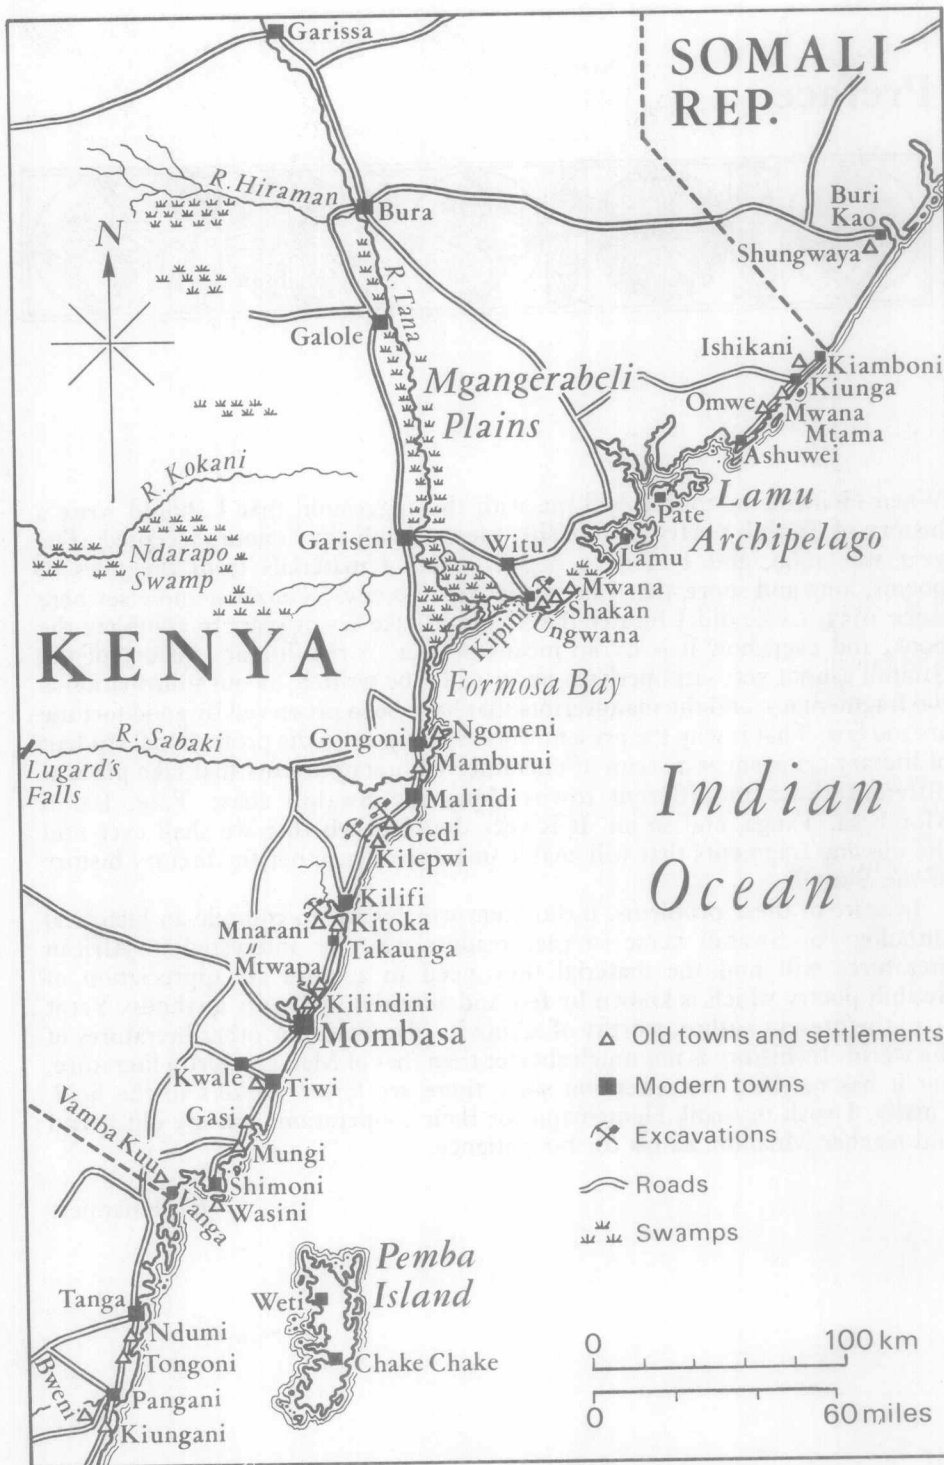 Garissa
SOMALI
REP.
R. Hiraman
Bura
Buri
Kao
Shungwaya
N
R. Tana
Galole
Ishikani
Kiamboni
Kiunga
Mgangerabeli
Plains
Omwe
Mwana
Mtama
Ashuwei
R. Kokani
Lamu
Archipelago
Pate
Ndarapo
Swamp
Gariseni
Witu
Lamu
Mwana
Shakan
Ungwana
Kipini
KENYA
Formosa Bay
R. Sabaki
Gongoni
Ngomeni
Mamburui
Lugard's
Falls
Malindi
Indian
Ocean
Gedi
Kilepwi
Kilifi
Mnarani
Kitoka
Takaunga
Mtwapa
Kilindini
Mombasa
Old towns and settlements
Kwale
Tiwi
Modern towns
Gasi
Vamba Kuu
Mungi
Excavations
Shimoni
Roads
Vanga
Wasini
Swamps
Pemba
Island
Weti
Tanga
Ndumi
Tongoni
Chake Chake
0 100 km
Bweni
Pangani
Kiungani
0 60 miles